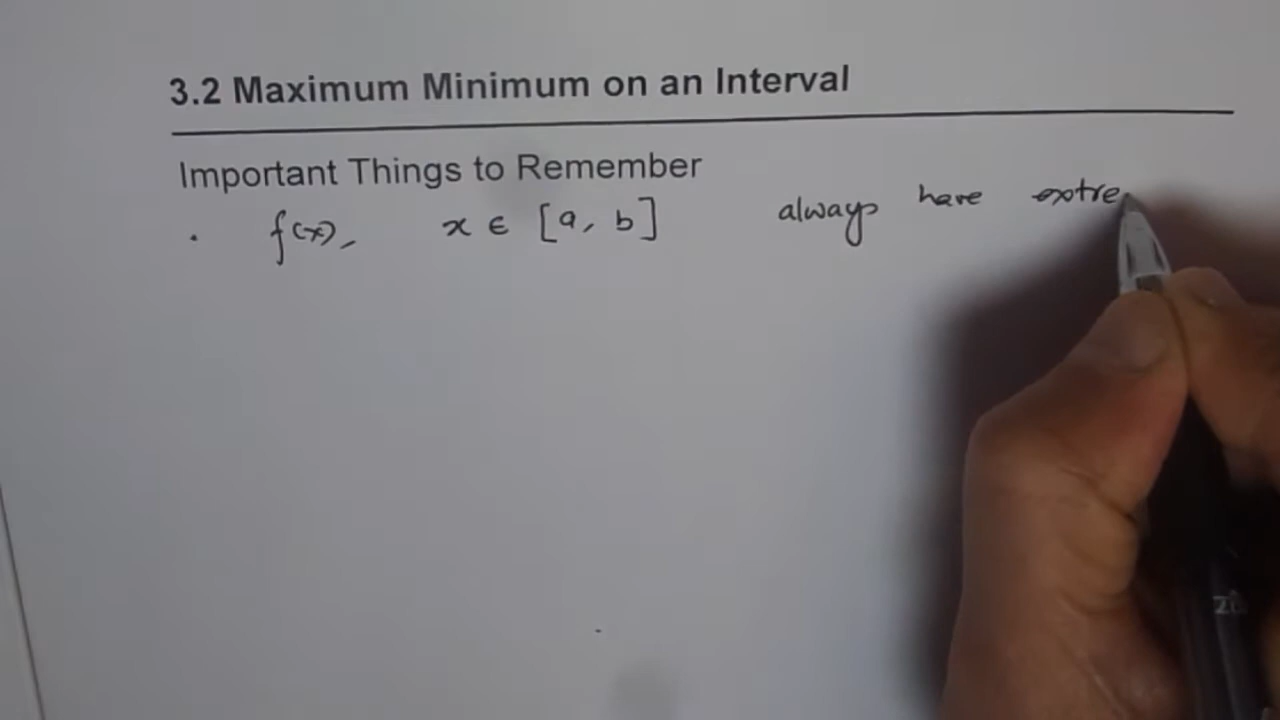 3.2 Maximum Minimum on an Interval
Important Things to Remember
· f(x), x ∈ [a, b] always have extre